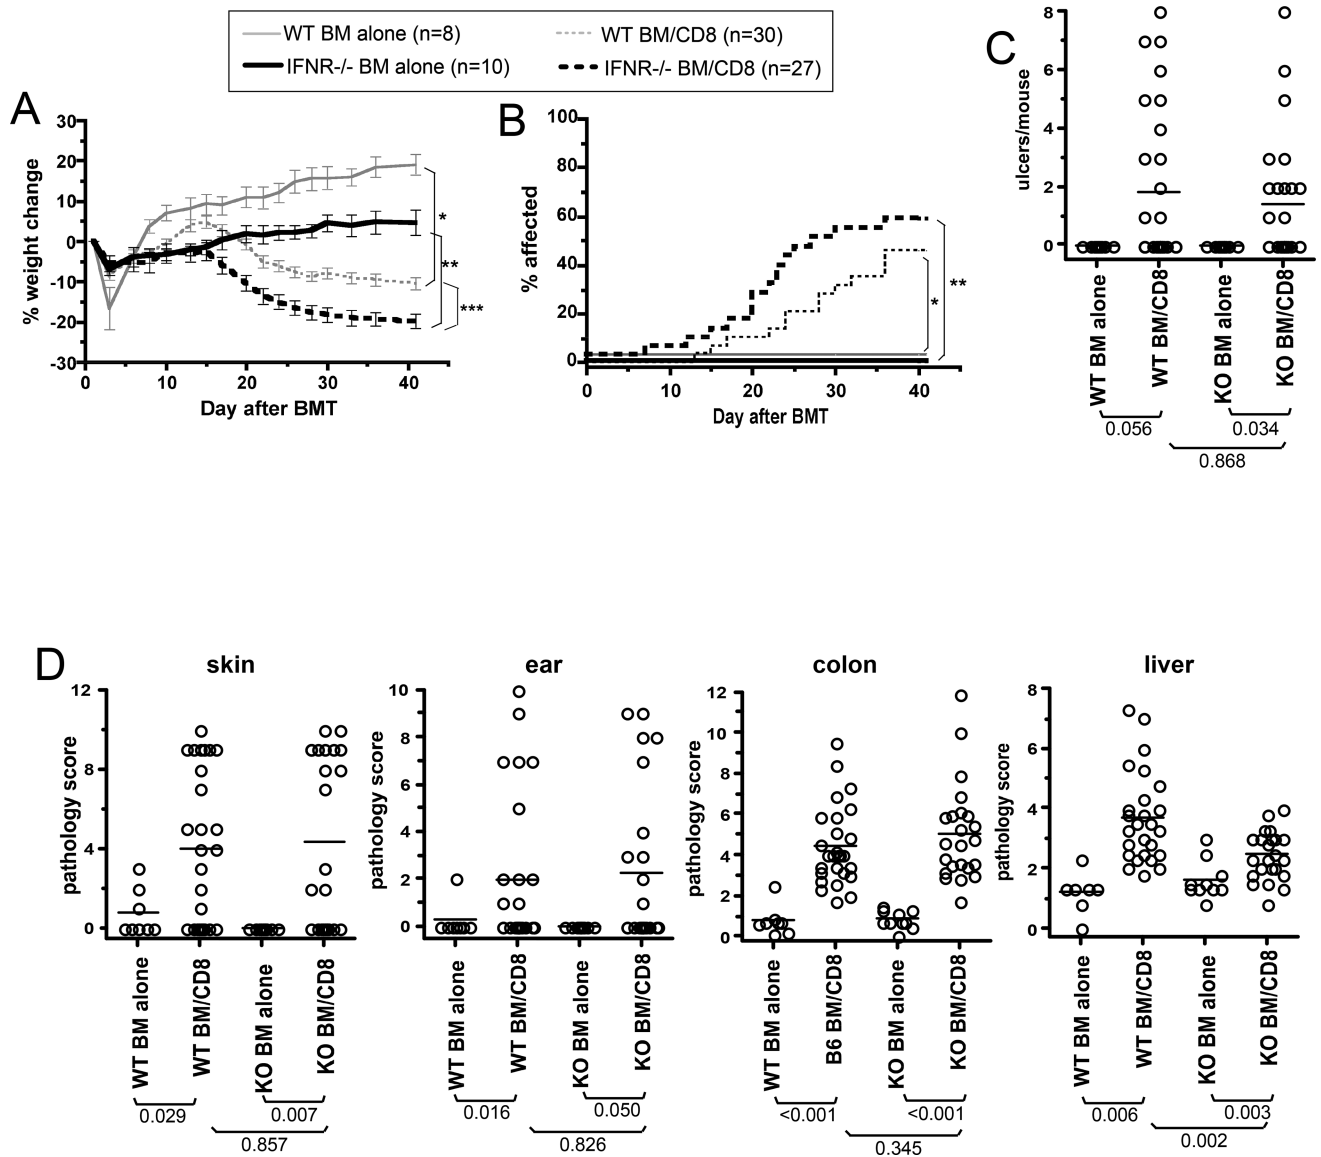 WT BM alone (n=8)
WT BM/CD8 (n=30)
IFNR-/- BM alone (n=10)
IFNR-/- BM/CD8 (n=27)
A
% weight change
30
20
10
0
-10
-20
-30
0 10 20 30 40
Day after BMT
*
**
***
B
% affected
100
80
60
40
20
0
0 10 20 30 40
Day after BMT
*
**
C
ulcers/mouse
8
6
4
2
0
WT BM alone
WT BM/CD8
KO BM alone
KO BM/CD8
0.056
0.034
0.868
D
skin
pathology score
12
8
4
0
WT BM alone
WT BM/CD8
KO BM alone
KO BM/CD8
0.029
0.007
0.857
ear
pathology score
10
8
6
4
2
0
WT BM alone
WT BM/CD8
KO BM alone
KO BM/CD8
0.016
0.050
0.826
colon
pathology score
12
10
8
6
4
2
0
WT BM alone
B6 BM/CD8
KO BM alone
KO BM/CD8
<0.001
<0.001
0.345
liver
pathology score
8
6
4
2
0
WT BM alone
WT BM/CD8
KO BM alone
KO BM/CD8
0.006
0.003
0.002